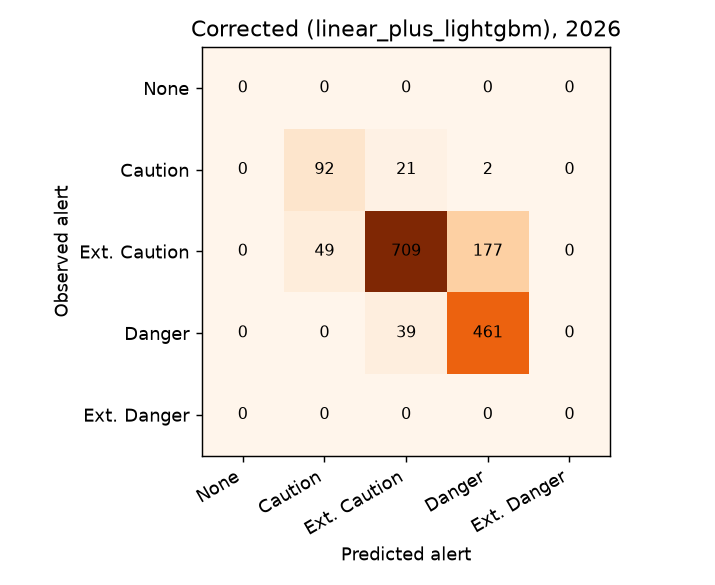 Corrected (linear_plus_lightgbm), 2026
Observed alert
None 0 0 0 0 0
Caution 0 92 21 2 0
Ext. Caution 0 49 709 177 0
Danger 0 0 39 461 0
Ext. Danger 0 0 0 0 0
None Caution Ext. Caution Danger Ext. Danger
Predicted alert